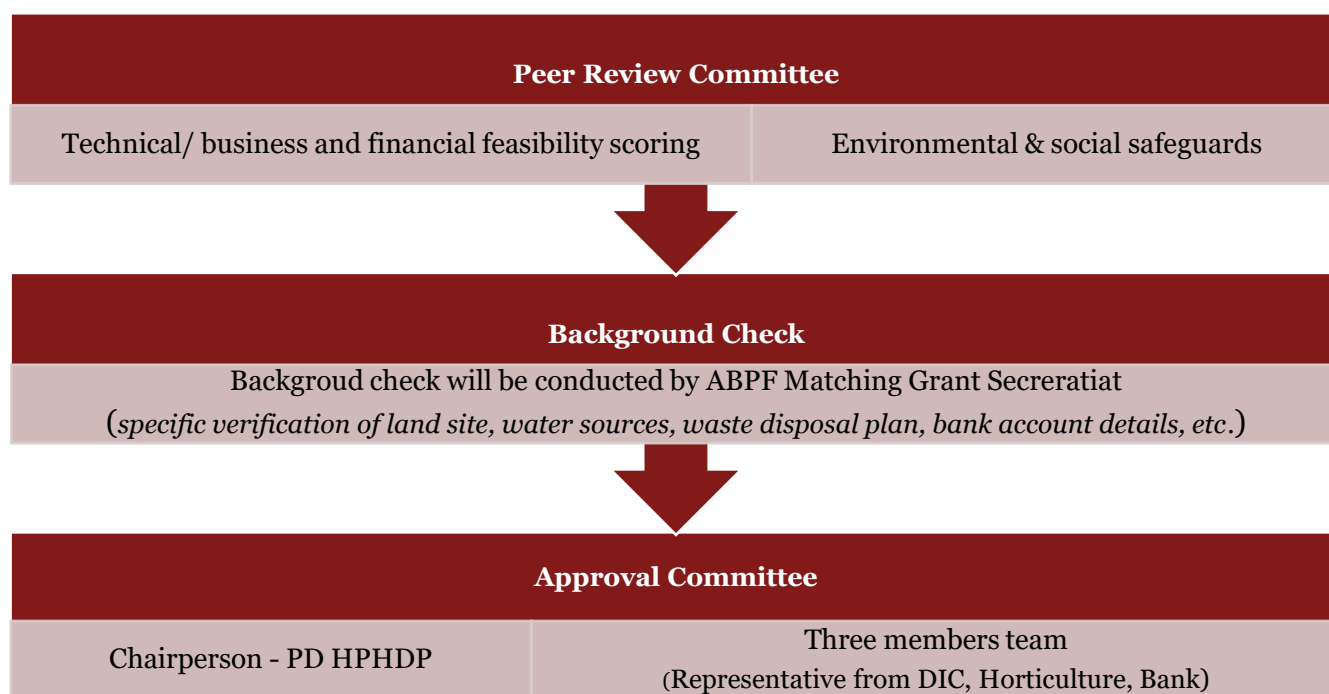 Peer Review Committee
Technical/ business and financial feasibility scoring
Environmental & social safeguards
Background Check
Backgroud check will be conducted by ABPF Matching Grant Secreratiat
(specific verification of land site, water sources, waste disposal plan, bank account details, etc.)
Approval Committee
Chairperson - PD HPHDP
Three members team
(Representative from DIC, Horticulture, Bank)